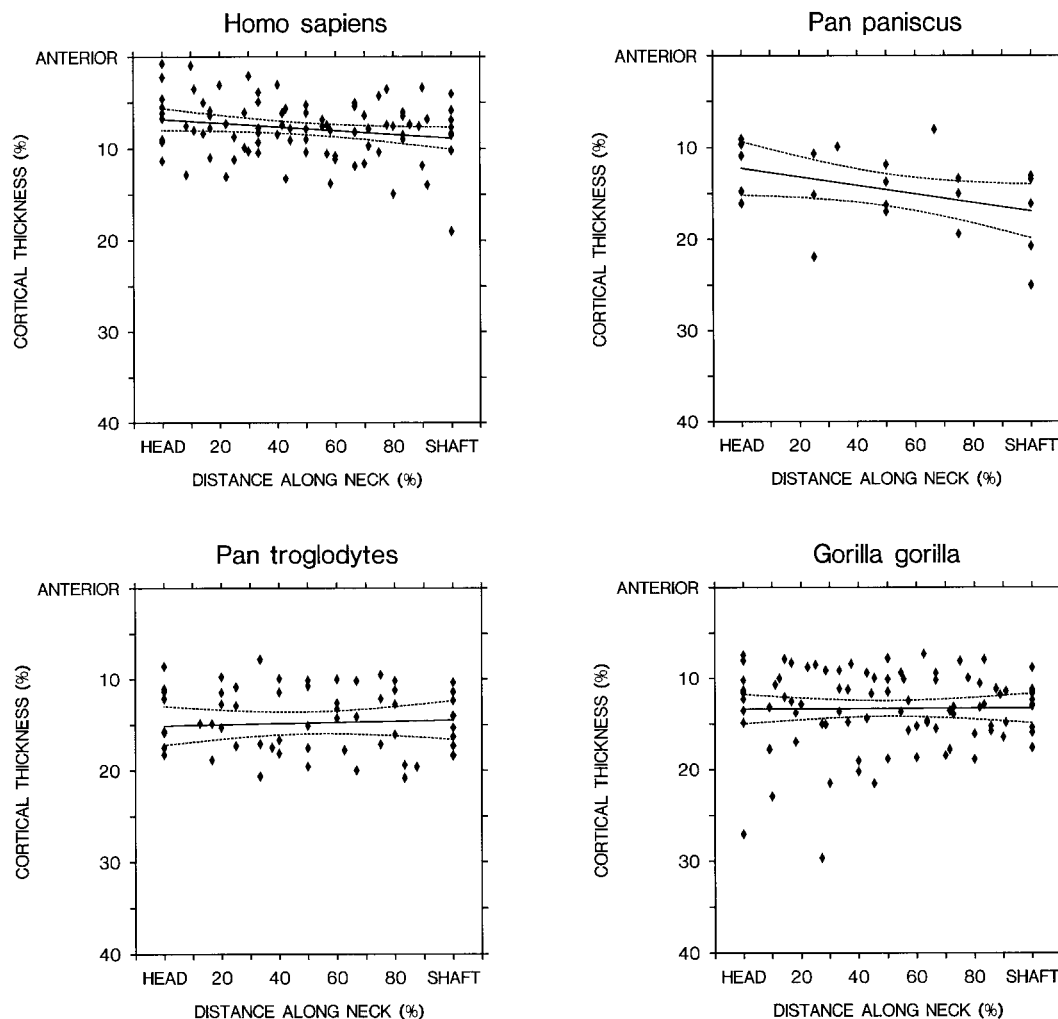 Homo sapiens
ANTERIOR
10
20
30
40
CORTICAL THICKNESS (%)
HEAD 20 40 60 80 SHAFT
DISTANCE ALONG NECK (%)
Pan paniscus
ANTERIOR
10
20
30
40
CORTICAL THICKNESS (%)
HEAD 20 40 60 80 SHAFT
DISTANCE ALONG NECK (%)
Pan troglodytes
ANTERIOR
10
20
30
40
CORTICAL THICKNESS (%)
HEAD 20 40 60 80 SHAFT
DISTANCE ALONG NECK (%)
Gorilla gorilla
ANTERIOR
10
20
30
40
CORTICAL THICKNESS (%)
HEAD 20 40 60 80 SHAFT
DISTANCE ALONG NECK (%)